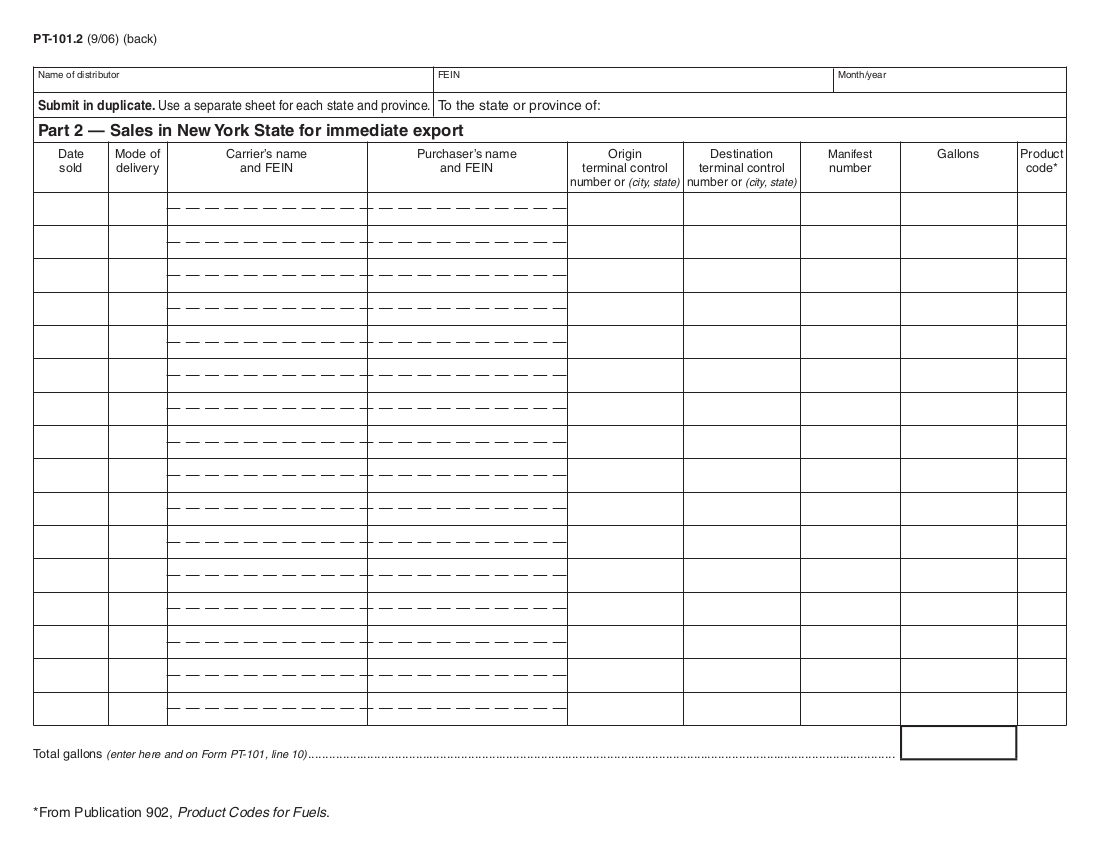 PT-101.2 (9/06) (back)
Name of distributor
FEIN
Month/year
Submit in duplicate. Use a separate sheet for each state and province.
To the state or province of:
Part 2 — Sales in New York State for immediate export
Date
sold
Mode of
delivery
Carrier's name
and FEIN
Purchaser's name
and FEIN
Origin
terminal control
number or (city, state)
Destination
terminal control
number or (city, state)
Manifest
number
Gallons
Product
code*
Total gallons (enter here and on Form PT-101, line 10)
*From Publication 902, Product Codes for Fuels.